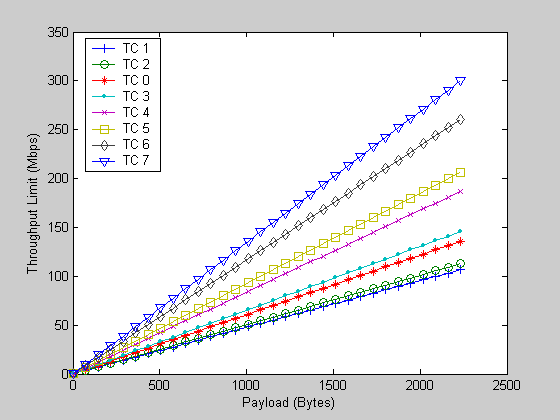 350
300
250
200
150
100
50
0
Throughput Limit (Mbps)
TC 1
TC 2
TC 0
TC 3
TC 4
TC 5
TC 6
TC 7
0
500
1000
1500
2000
2500
Payload (Bytes)